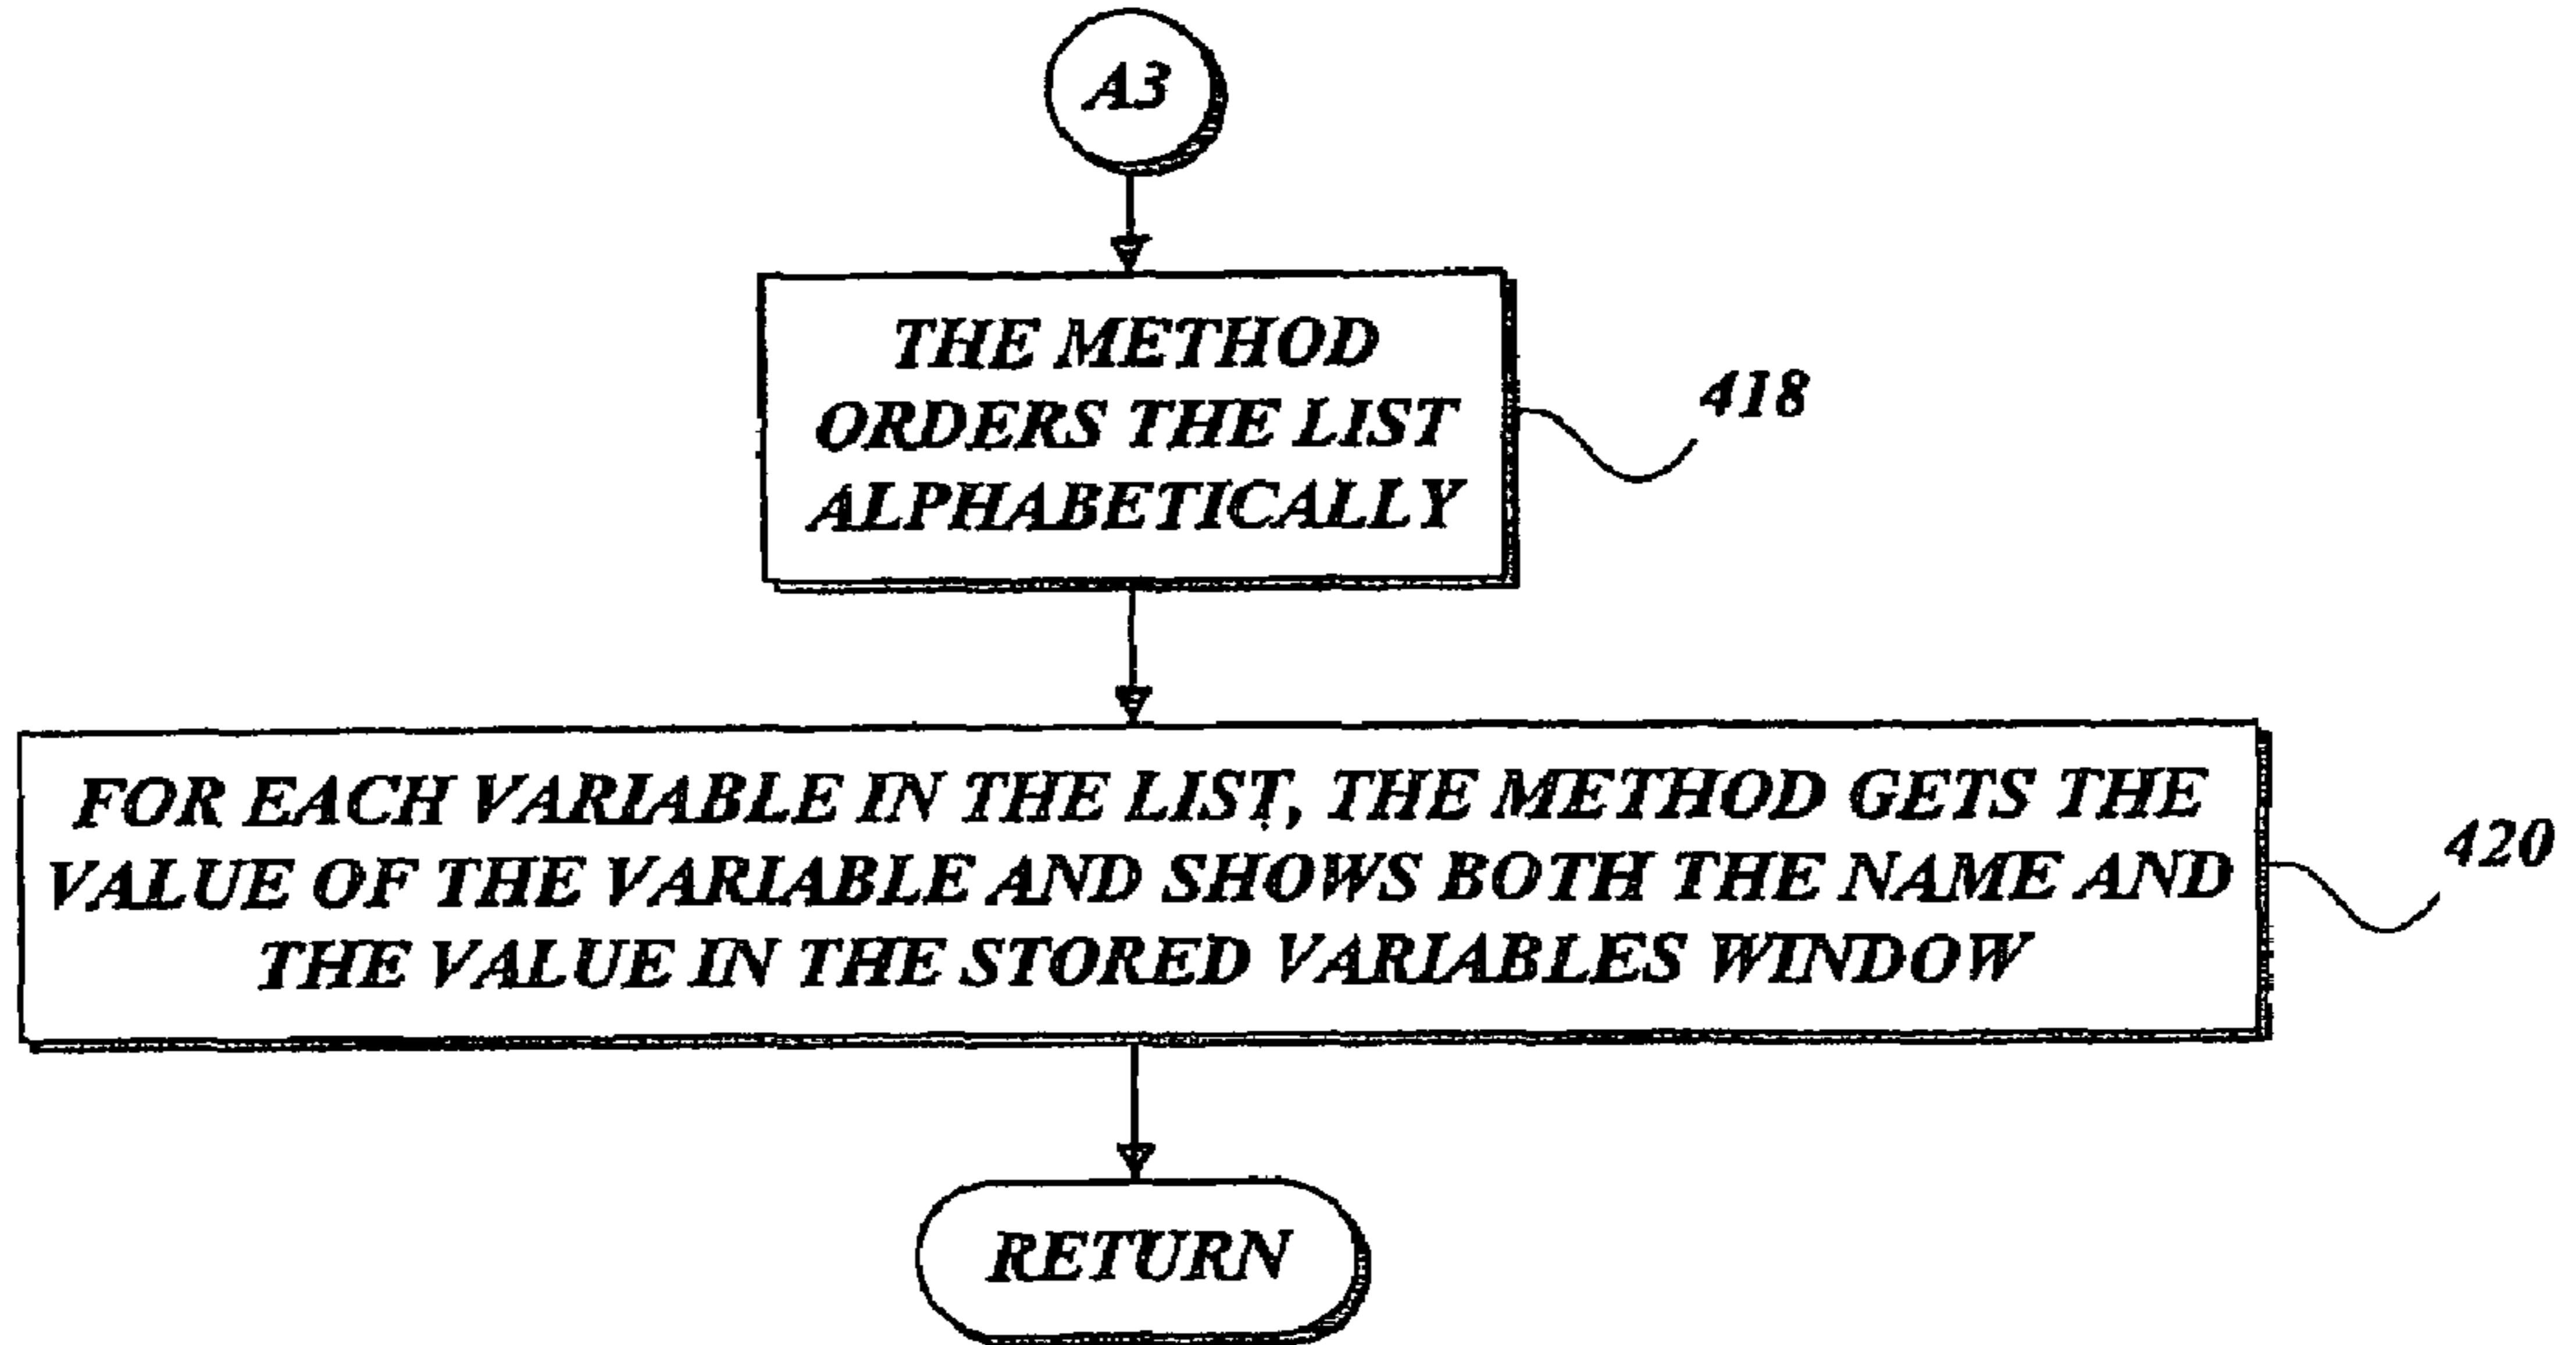 A3
THE METHOD
ORDERS THE LIST
ALPHABETICALLY
418
FOR EACH VARIABLE IN THE LIST, THE METHOD GETS THE
VALUE OF THE VARIABLE AND SHOWS BOTH THE NAME AND
THE VALUE IN THE STORED VARIABLES WINDOW
420
RETURN